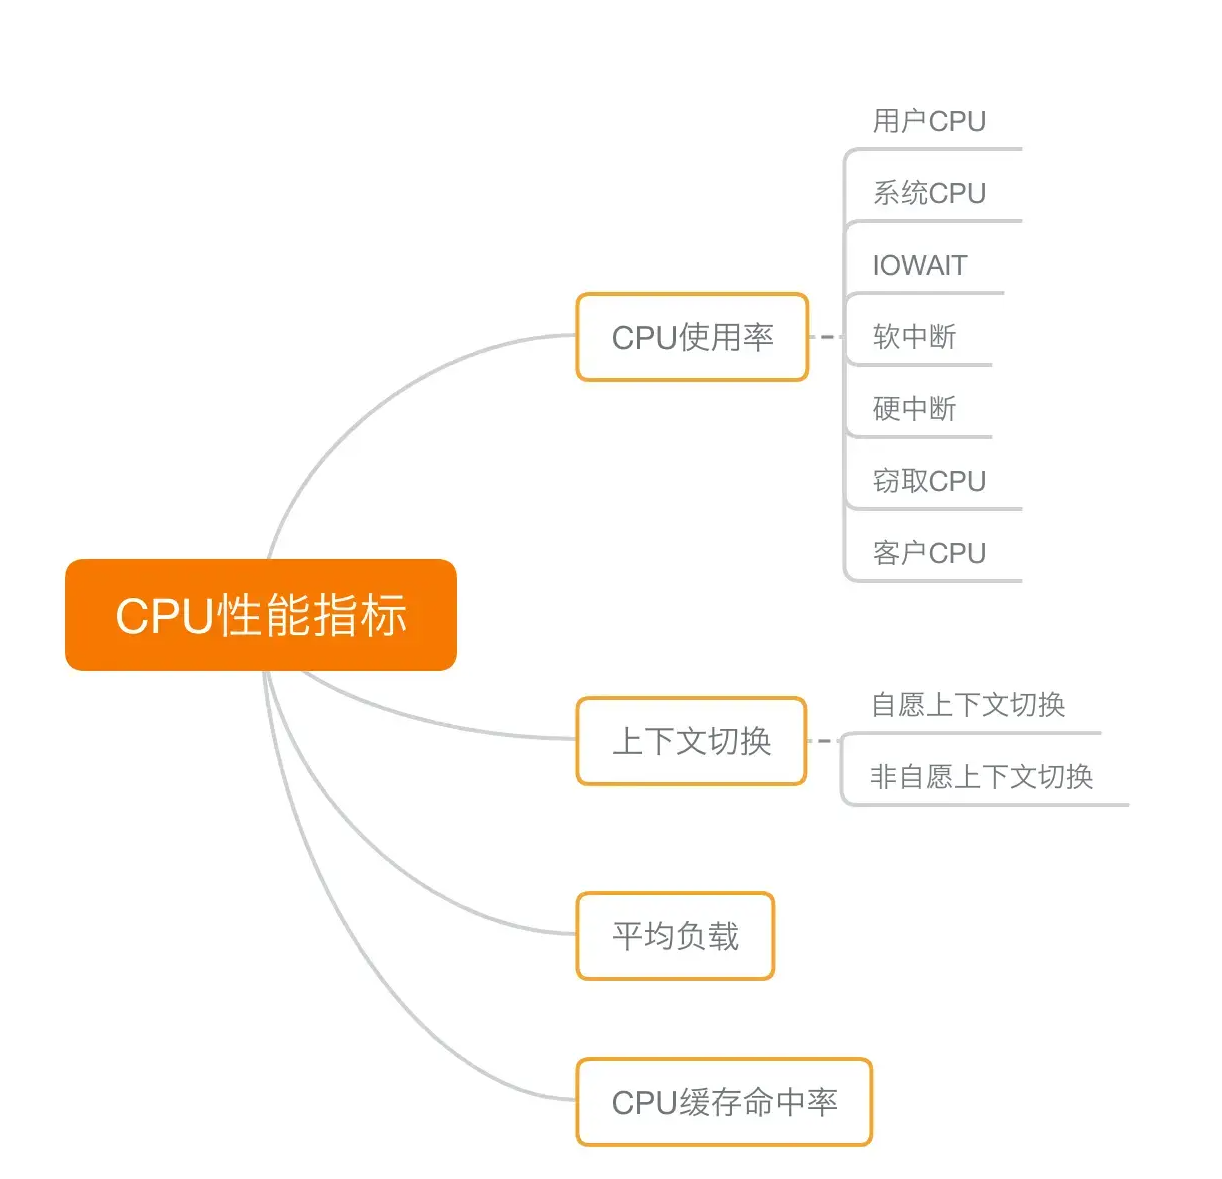 CPU性能指标
CPU使用率
用户CPU
系统CPU
IOWAIT
软中断
硬中断
窃取CPU
客户CPU
上下文切换
自愿上下文切换
非自愿上下文切换
平均负载
CPU缓存命中率